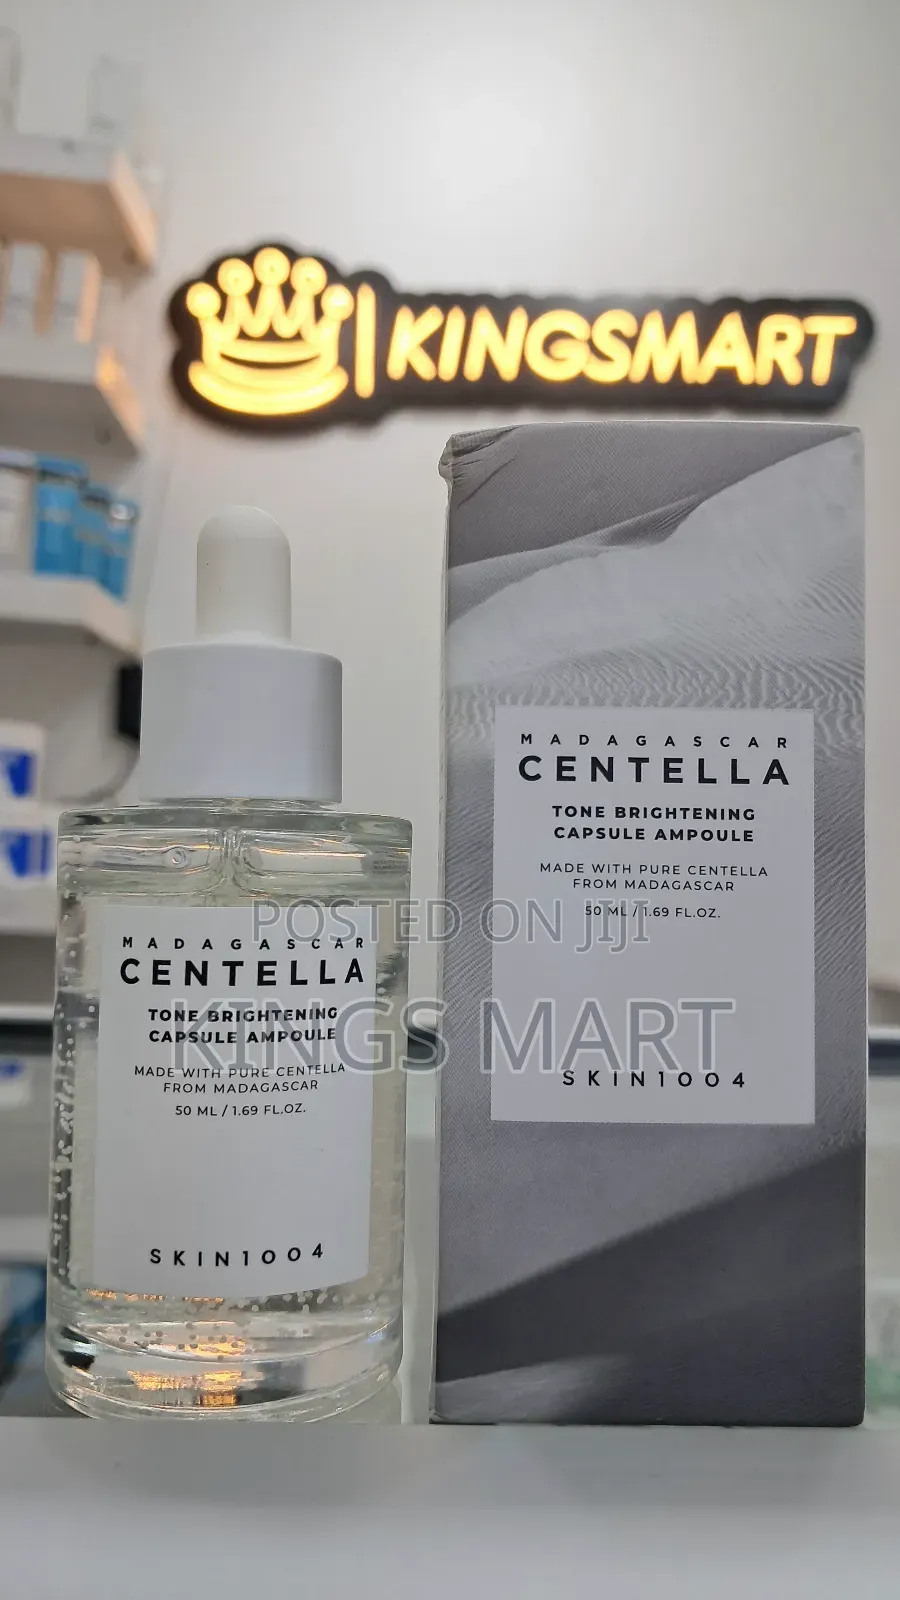 KINGSMART
MADAGASCAR
CENTELLA
TONE BRIGHTENING
CAPSULE AMPOULE
MADE WITH PURE CENTELLA
FROM MADAGASCAR
50 ML / 1.69 FL.OZ.
SKIN1004
MADAGASCAR
CENTELLA
TONE BRIGHTENING
CAPSULE AMPOULE
MADE WITH PURE CENTELLA
FROM MADAGASCAR
50 ML / 1.69 FL.OZ.
SKIN1004
POSTED ON JIJI
KINGS MART